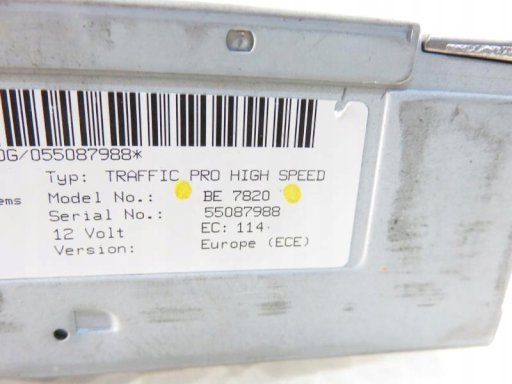 0G/055087988*
Typ: TRAFFIC PRO HIGH SPEED
ems
Model No.: BE 7820
Serial No.: 55087988
12 Volt EC: 114
Version: Europe (ECE)